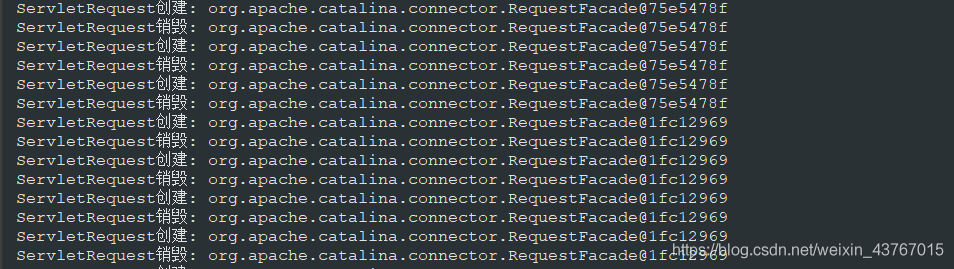 ServletRequest创建: org.apache.catalina.connector.RequestFacade@75e5478f
ServletRequest销毁: org.apache.catalina.connector.RequestFacade@75e5478f
ServletRequest创建: org.apache.catalina.connector.RequestFacade@75e5478f
ServletRequest销毁: org.apache.catalina.connector.RequestFacade@75e5478f
ServletRequest创建: org.apache.catalina.connector.RequestFacade@75e5478f
ServletRequest销毁: org.apache.catalina.connector.RequestFacade@75e5478f
ServletRequest创建: org.apache.catalina.connector.RequestFacade@1fc12969
ServletRequest销毁: org.apache.catalina.connector.RequestFacade@1fc12969
ServletRequest创建: org.apache.catalina.connector.RequestFacade@1fc12969
ServletRequest销毁: org.apache.catalina.connector.RequestFacade@1fc12969
ServletRequest创建: org.apache.catalina.connector.RequestFacade@1fc12969
ServletRequest销毁: org.apache.catalina.connector.RequestFacade@1fc12969
ServletRequest创建: org.apache.catalina.connector.RequestFacade@1fc12969
ServletRequest销毁: org.apache.catalina.connector.RequestFacade@1fc12969
https://blog.csdn.net/weixin_43767015